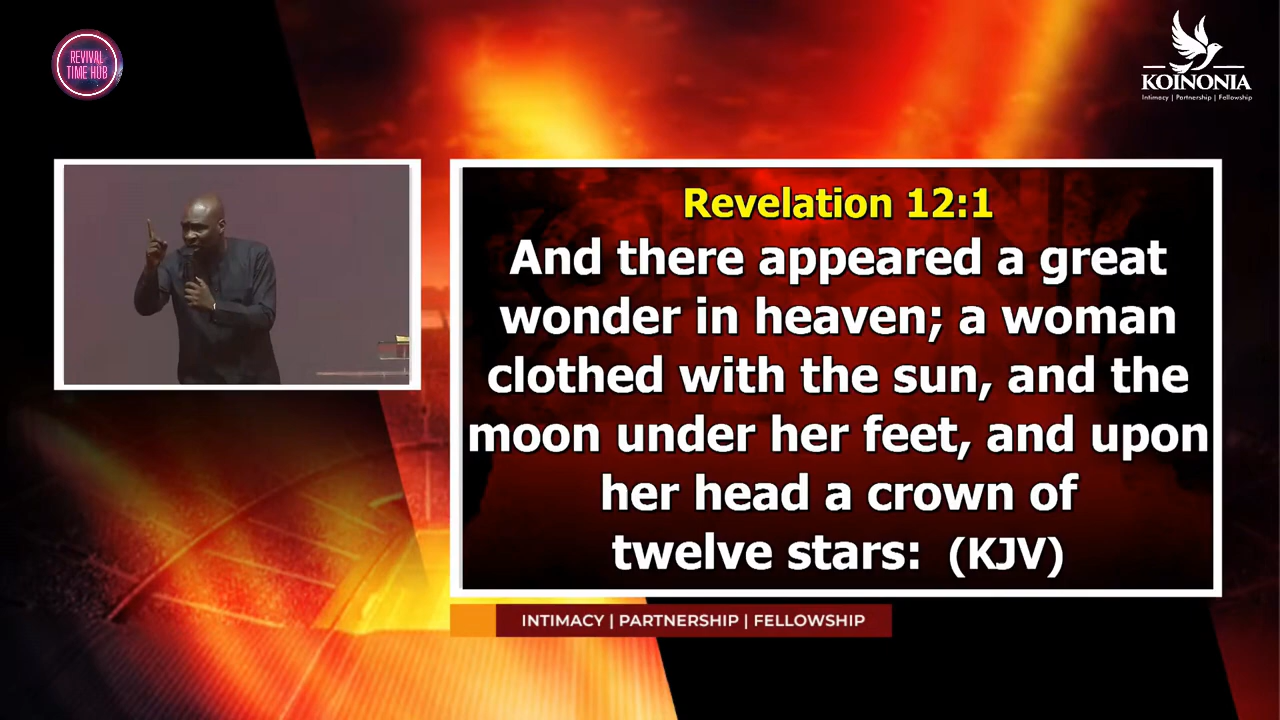 REVIVAL
TIME HUB
KOINONIA
Intimacy | Partnership | Fellowship
Revelation 12:1
And there appeared a great
wonder in heaven; a woman
clothed with the sun, and the
moon under her feet, and upon
her head a crown of
twelve stars: (KJV)
INTIMACY | PARTNERSHIP | FELLOWSHIP